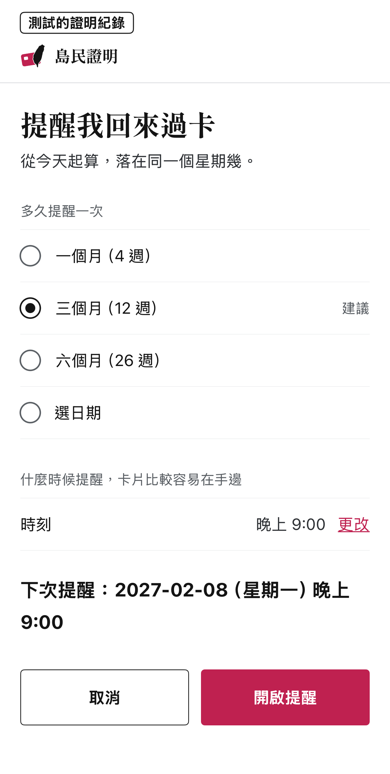 測試的證明紀錄
島民證明
提醒我回來過卡
從今天起算，落在同一個星期幾。
多久提醒一次
一個月（4 週）
三個月（12 週） 建議
六個月（26 週）
選日期
什麼時候提醒，卡片比較容易在手邊
時刻 晚上 9:00 更改
下次提醒：2027-02-08（星期一）晚上
9:00
取消 開啟提醒